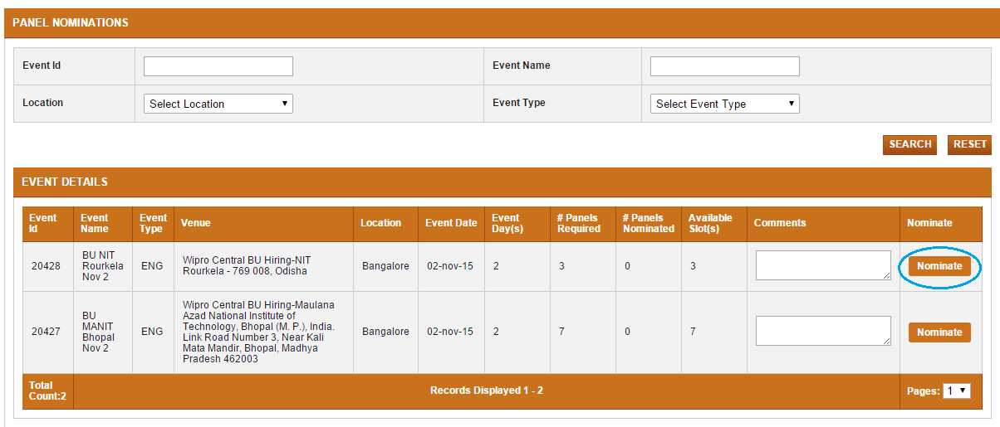 PANEL NOMINATIONS
Event Id
Event Name
Location
Select Location
Event Type
Select Event Type
SEARCH
RESET
EVENT DETAILS
Event
Id
Event
Name
Event
Type
Venue
Location
Event Date
Event
Day(s)
# Panels
Required
# Panels
Nominated
Available
Slot(s)
Comments
Nominate
20428
BU NIT
Rourkela
Nov 2
ENG
Wipro Central BU Hiring-NIT
Rourkela - 769 008, Odisha
Bangalore
02-nov-15
2
3
0
3
Nominate
20427
BU
MANIT
Bhopal
Nov 2
ENG
Wipro Central BU Hiring-Maulana
Azad National Institute of
Technology, Bhopal (M. P.), India.
Link Road Number 3, Near Kali
Mata Mandir, Bhopal, Madhya
Pradesh 462003
Bangalore
02-nov-15
2
7
0
7
Nominate
Total
Count:2
Records Displayed 1 - 2
Pages: 1